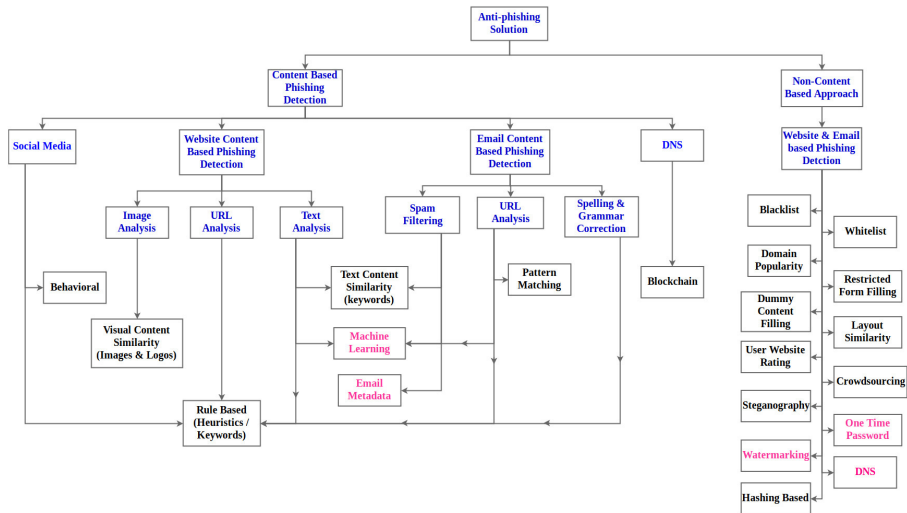 Anti-phishing
Solution
Content Based
Phishing
Detection
Non-Content
Based Approach
Social Media
Website Content
Based Phishing
Detection
Email Content
Based Phishing
Detection
DNS
Website & Email
based Phishing
Detction
Image
Analysis
URL
Analysis
Text
Analysis
Spam
Filtering
URL
Analysis
Spelling &
Grammar
Correction
Blacklist
Whitelist
Behavioral
Text Content
Similarity
(keywords)
Pattern
Matching
Blockchain
Domain
Popularity
Restricted
Form Filling
Visual Content
Similarity
(Images & Logos)
Machine
Learning
Dummy
Content
Filling
Layout
Similarity
User Website
Rating
Email
Metadata
Crowdsourcing
Rule Based
(Heuristics /
Keywords)
Steganography
One Time
Password
Watermarking
DNS
Hashing Based